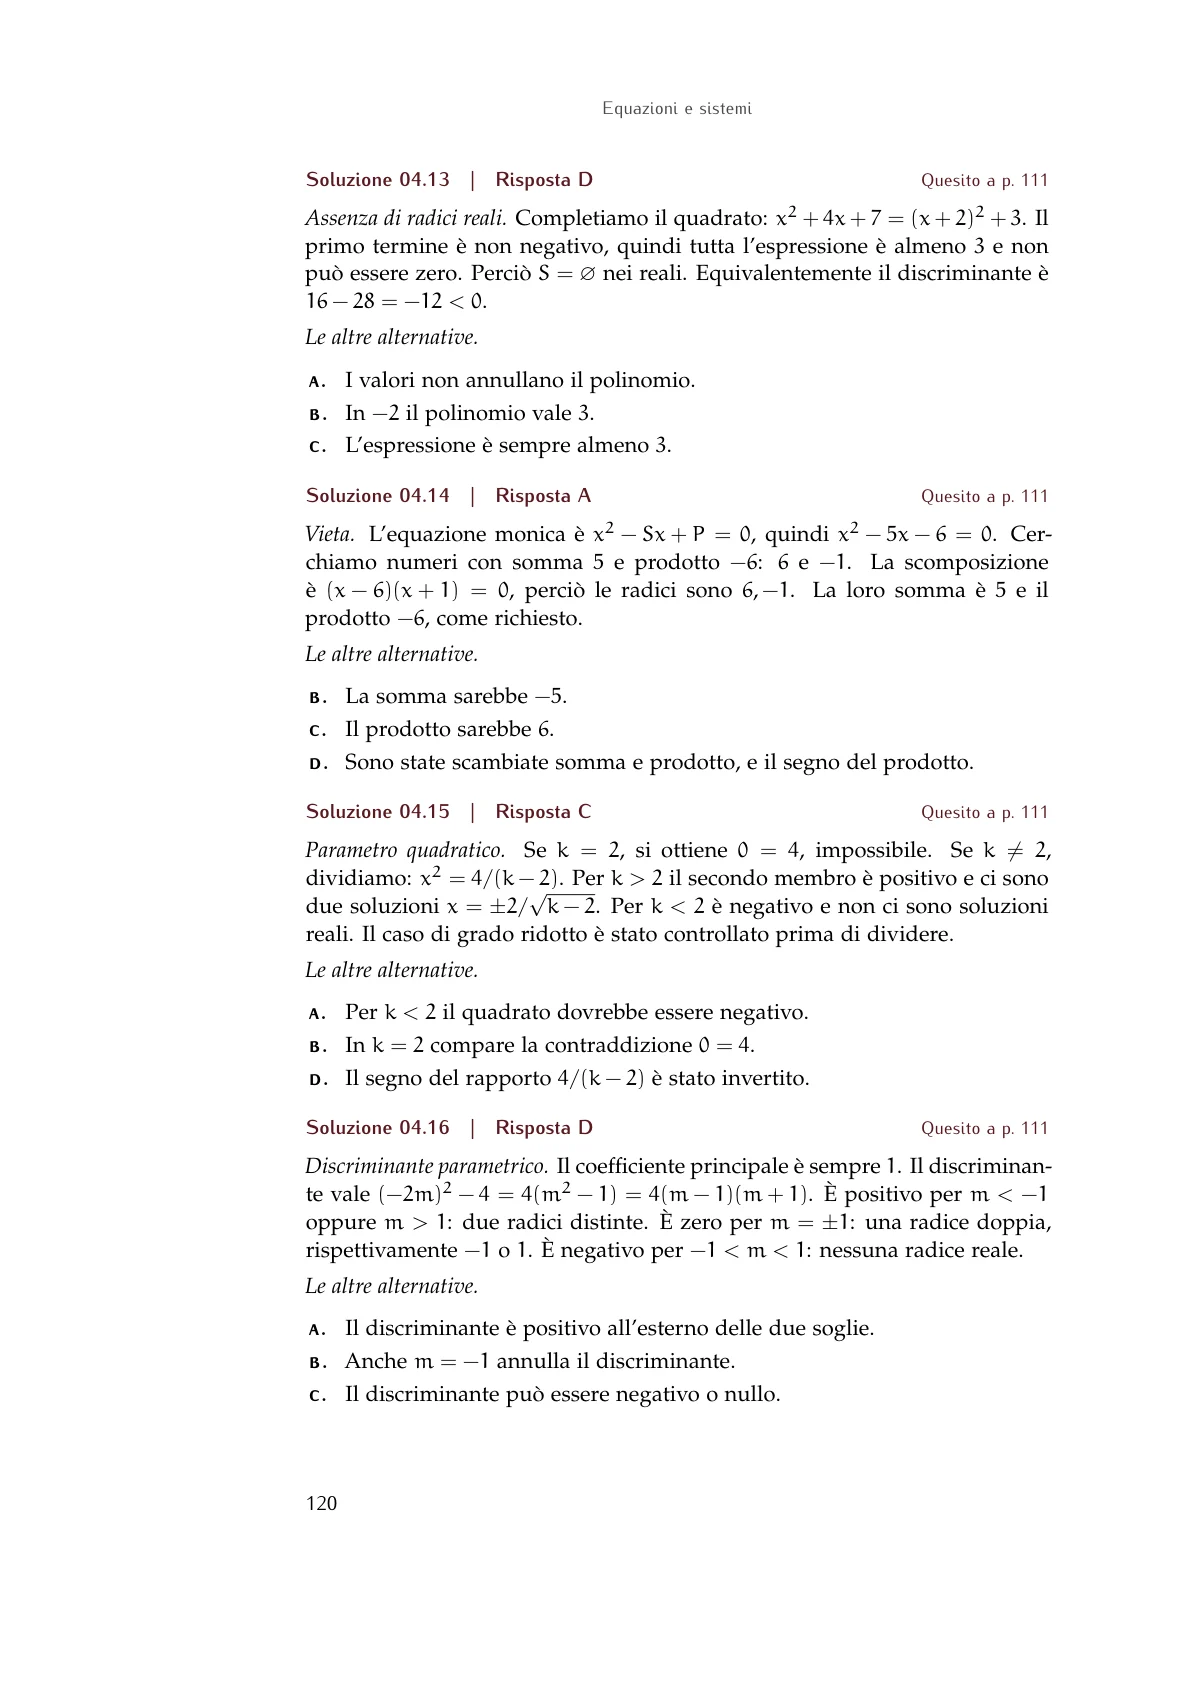 Equazioni e sistemi
Soluzione 04.13 | Risposta D Quesito a p. 111
Assenza di radici reali. Completiamo il quadrato: x² + 4x + 7 = (x + 2)² + 3. Il
primo termine è non negativo, quindi tutta l'espressione è almeno 3 e non
può essere zero. Perciò S = ∅ nei reali. Equivalentemente il discriminante è
16 − 28 = −12 < 0.
Le altre alternative.
A. I valori non annullano il polinomio.
B. In −2 il polinomio vale 3.
C. L'espressione è sempre almeno 3.
Soluzione 04.14 | Risposta A Quesito a p. 111
Vieta. L'equazione monica è x² − Sx + P = 0, quindi x² − 5x − 6 = 0. Cer-
chiamo numeri con somma 5 e prodotto −6: 6 e −1. La scomposizione
è (x − 6)(x + 1) = 0, perciò le radici sono 6, −1. La loro somma è 5 e il
prodotto −6, come richiesto.
Le altre alternative.
B. La somma sarebbe −5.
C. Il prodotto sarebbe 6.
D. Sono state scambiate somma e prodotto, e il segno del prodotto.
Soluzione 04.15 | Risposta C Quesito a p. 111
Parametro quadratico. Se k = 2, si ottiene 0 = 4, impossibile. Se k ≠ 2,
dividiamo: x² = 4/(k − 2). Per k > 2 il secondo membro è positivo e ci sono
due soluzioni x = ±2/√(k − 2). Per k < 2 è negativo e non ci sono soluzioni
reali. Il caso di grado ridotto è stato controllato prima di dividere.
Le altre alternative.
A. Per k < 2 il quadrato dovrebbe essere negativo.
B. In k = 2 compare la contraddizione 0 = 4.
D. Il segno del rapporto 4/(k − 2) è stato invertito.
Soluzione 04.16 | Risposta D Quesito a p. 111
Discriminante parametrico. Il coefficiente principale è sempre 1. Il discriminan-
te vale (−2m)² − 4 = 4(m² − 1) = 4(m − 1)(m + 1). È positivo per m < −1
oppure m > 1: due radici distinte. È zero per m = ±1: una radice doppia,
rispettivamente −1 o 1. È negativo per −1 < m < 1: nessuna radice reale.
Le altre alternative.
A. Il discriminante è positivo all'esterno delle due soglie.
B. Anche m = −1 annulla il discriminante.
C. Il discriminante può essere negativo o nullo.
120